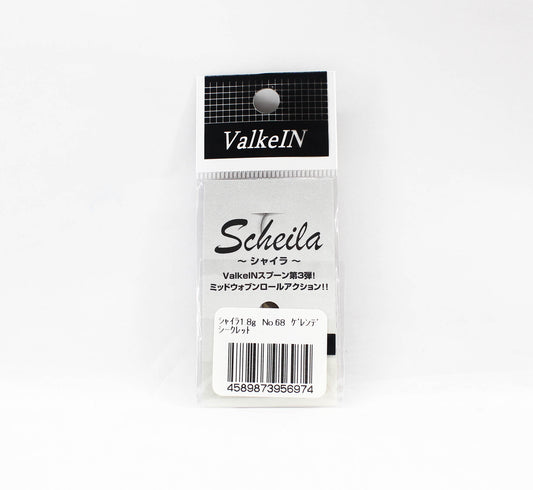 ValkeIN
Scheila
～ シャイラ ～
ValkeINスプーン第3弾!
ミッドウォブンロールアクション!!
ｼｬｲﾗ1.8g No.68 ｹﾞﾚﾝﾃﾞ
ｼｰｸﾚｯﾄ
4589873956974